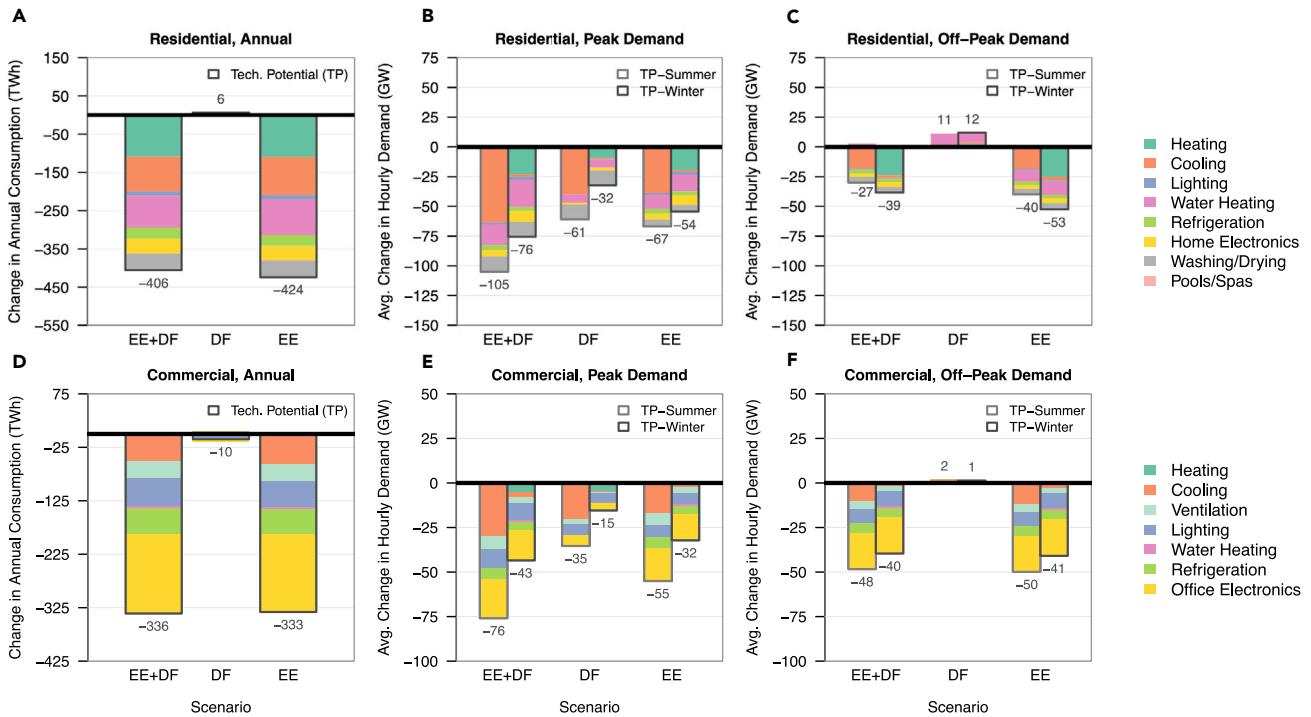 A
Residential, Annual
Change in Annual Consumption (TWh)
150
50
−50
−150
−250
−350
−450
−550
Tech. Potential (TP)
6
−406
−424
EE+DF
DF
EE
B
Residential, Peak Demand
Avg. Change in Hourly Demand (GW)
75
50
25
0
−25
−50
−75
−100
−125
−150
TP−Summer
TP−Winter
−105
−76
−61
−32
−67
−54
EE+DF
DF
EE
C
Residential, Off−Peak Demand
Avg. Change in Hourly Demand (GW)
75
50
25
0
−25
−50
−75
−100
−125
−150
TP−Summer
TP−Winter
−27
−39
11
12
−40
−53
EE+DF
DF
EE
Heating
Cooling
Lighting
Water Heating
Refrigeration
Home Electronics
Washing/Drying
Pools/Spas
D
Commercial, Annual
Change in Annual Consumption (TWh)
75
−25
−125
−225
−325
−425
Tech. Potential (TP)
−336
−10
−333
EE+DF
DF
EE
Scenario
E
Commercial, Peak Demand
Avg. Change in Hourly Demand (GW)
50
25
0
−25
−50
−75
−100
TP−Summer
TP−Winter
−76
−43
−35
−15
−55
−32
EE+DF
DF
EE
Scenario
F
Commercial, Off−Peak Demand
Avg. Change in Hourly Demand (GW)
50
25
0
−25
−50
−75
−100
TP−Summer
TP−Winter
−48
−40
2
1
−50
−41
EE+DF
DF
EE
Scenario
Heating
Cooling
Ventilation
Lighting
Water Heating
Refrigeration
Office Electronics